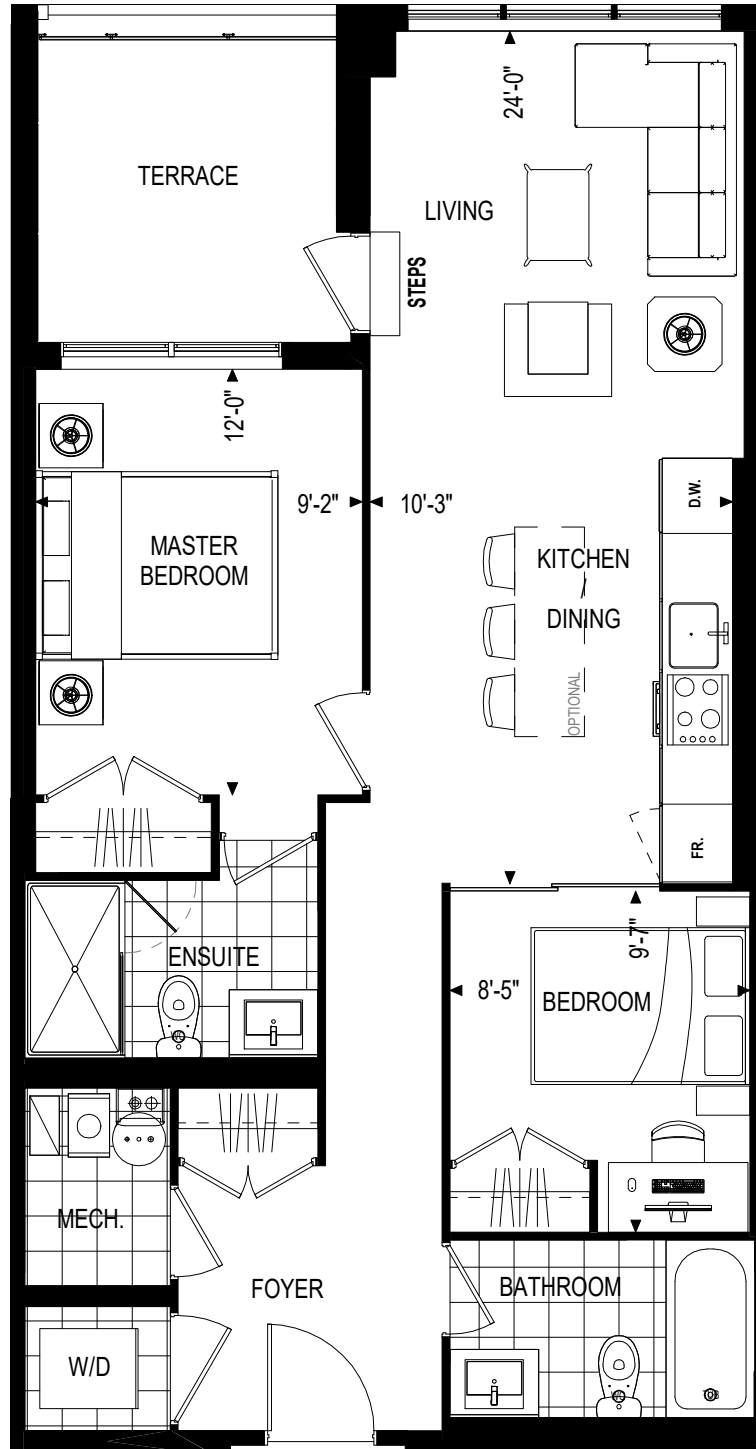 TERRACE
24'-0"
LIVING
STEPS
12'-0"
9'-2"
10'-3"
D.W.
MASTER
BEDROOM
KITCHEN
/
DINING
OPTIONAL
FR.
ENSUITE
9'-7"
8'-5"
BEDROOM
MECH.
FOYER
BATHROOM
W/D